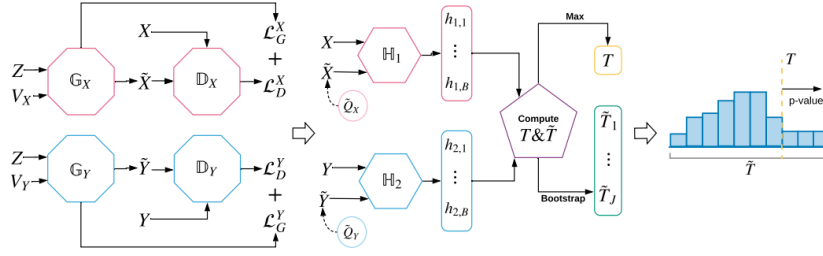 X
𝓛_G^X
+
𝓛_D^X
Z
V_X
𝔾_X
X̃
𝔻_X
Z
V_Y
𝔾_Y
Ỹ
𝔻_Y
Y
𝓛_D^Y
+
𝓛_G^Y
X
X̃
Q̃_X
ℍ_1
h_{1,1}
⋮
h_{1,B}
Y
Ỹ
Q̃_Y
ℍ_2
h_{2,1}
⋮
h_{2,B}
Compute
T&T̃
Max
T
Bootstrap
T̃_1
⋮
T̃_J
T
p-value
T̃